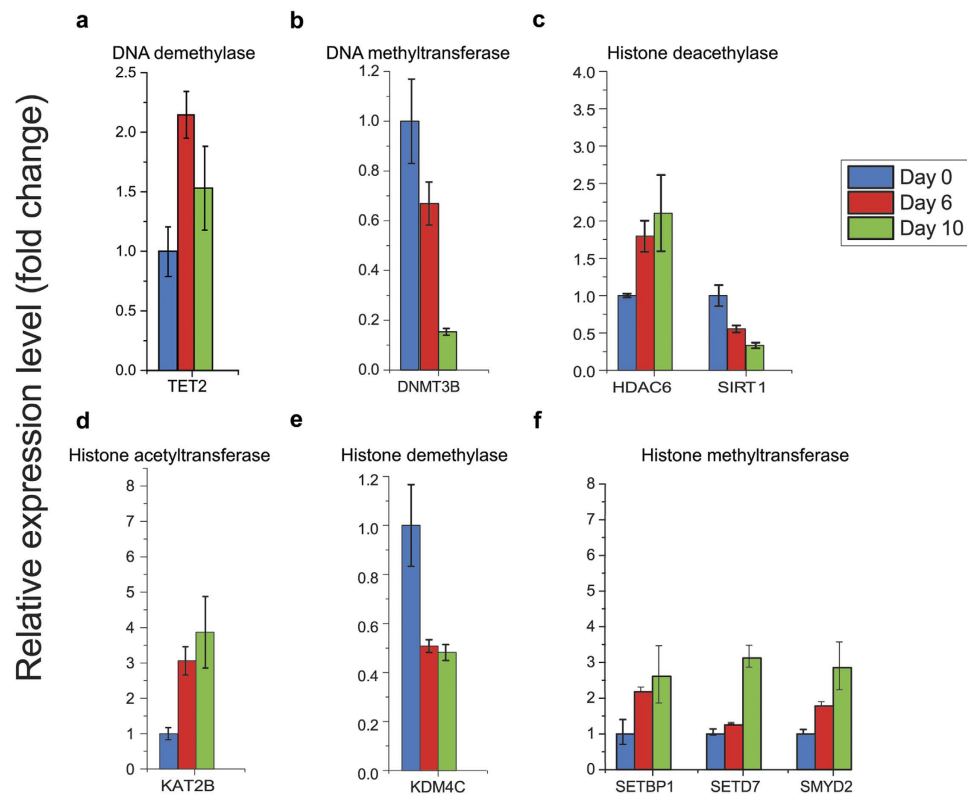 Relative expression level (fold change)
a
DNA demethylase
2.5
2.0
1.5
1.0
0.5
0.0
TET2
b
DNA methyltransferase
1.2
1.0
0.8
0.6
0.4
0.2
0.0
DNMT3B
c
Histone deacethylase
4.0
3.5
3.0
2.5
2.0
1.5
1.0
0.5
0.0
HDAC6 SIRT1
Day 0
Day 6
Day 10
d
Histone acetyltransferase
8
7
6
5
4
3
2
1
0
KAT2B
e
Histone demethylase
1.2
1.0
0.8
0.6
0.4
0.2
0.0
KDM4C
f
Histone methyltransferase
8
7
6
5
4
3
2
1
0
SETBP1 SETD7 SMYD2